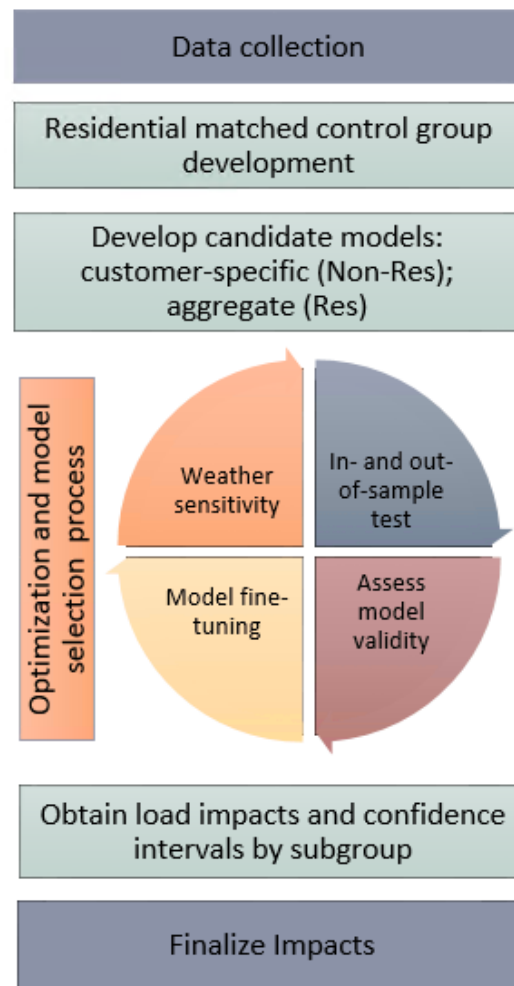 Data collection
Residential matched control group
development
Develop candidate models:
customer-specific (Non-Res);
aggregate (Res)
Optimization and model
selection process
Weather
sensitivity
In- and out-
of-sample
test
Model fine-
tuning
Assess
model
validity
Obtain load impacts and confidence
intervals by subgroup
Finalize Impacts